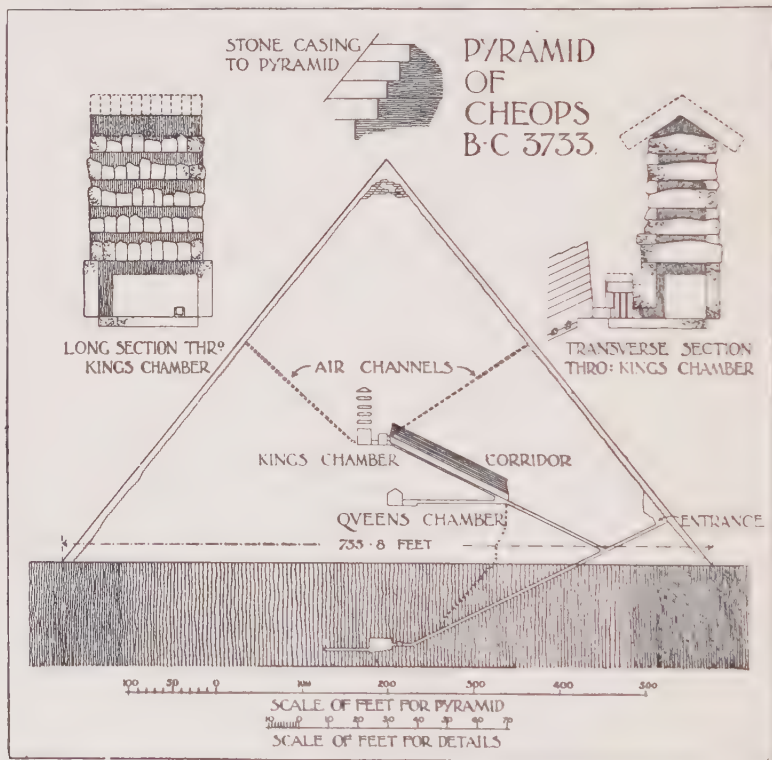 STONE CASING
TO PYRAMID
PYRAMID
OF
CHEOPS
B·C 3733.
LONG SECTION THRO
KINGS CHAMBER
TRANSVERSE SECTION
THRO: KINGS CHAMBER
AIR CHANNELS
KINGS CHAMBER
CORRIDOR
QVEENS CHAMBER
ENTRANCE
755·8 FEET
100 50 0 100 200 300 400 500
SCALE OF FEET FOR PYRAMID
10 0 10 20 30 40 50 60 70
SCALE OF FEET FOR DETAILS